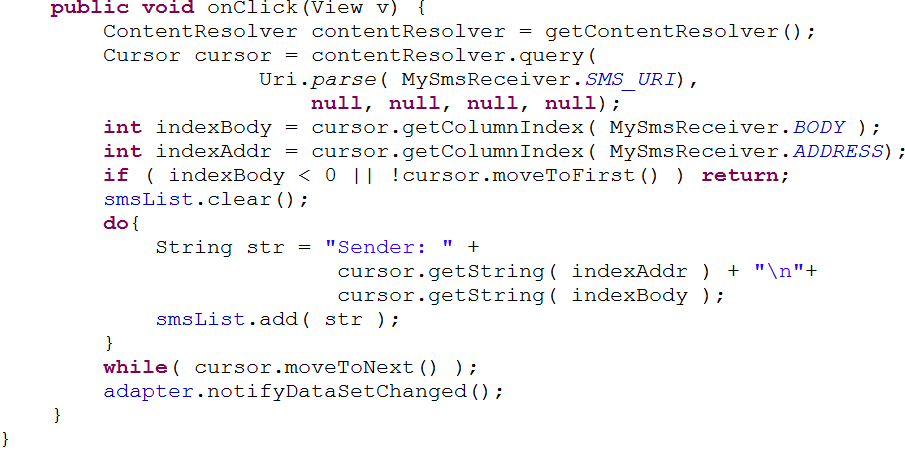 public void onClick(View v) {
ContentResolver contentResolver = getContentResolver();
Cursor cursor = contentResolver.query(
Uri.parse( MySmsReceiver.SMS_URI),
null, null, null, null);
int indexBody = cursor.getColumnIndex( MySmsReceiver.BODY );
int indexAddr = cursor.getColumnIndex( MySmsReceiver.ADDRESS);
if ( indexBody < 0 || !cursor.moveToFirst() ) return;
smsList.clear();
do{
String str = "Sender: " +
cursor.getString( indexAddr ) + "\n"+
cursor.getString( indexBody );
smsList.add( str );
}
while( cursor.moveToNext() );
adapter.notifyDataSetChanged();
}
}